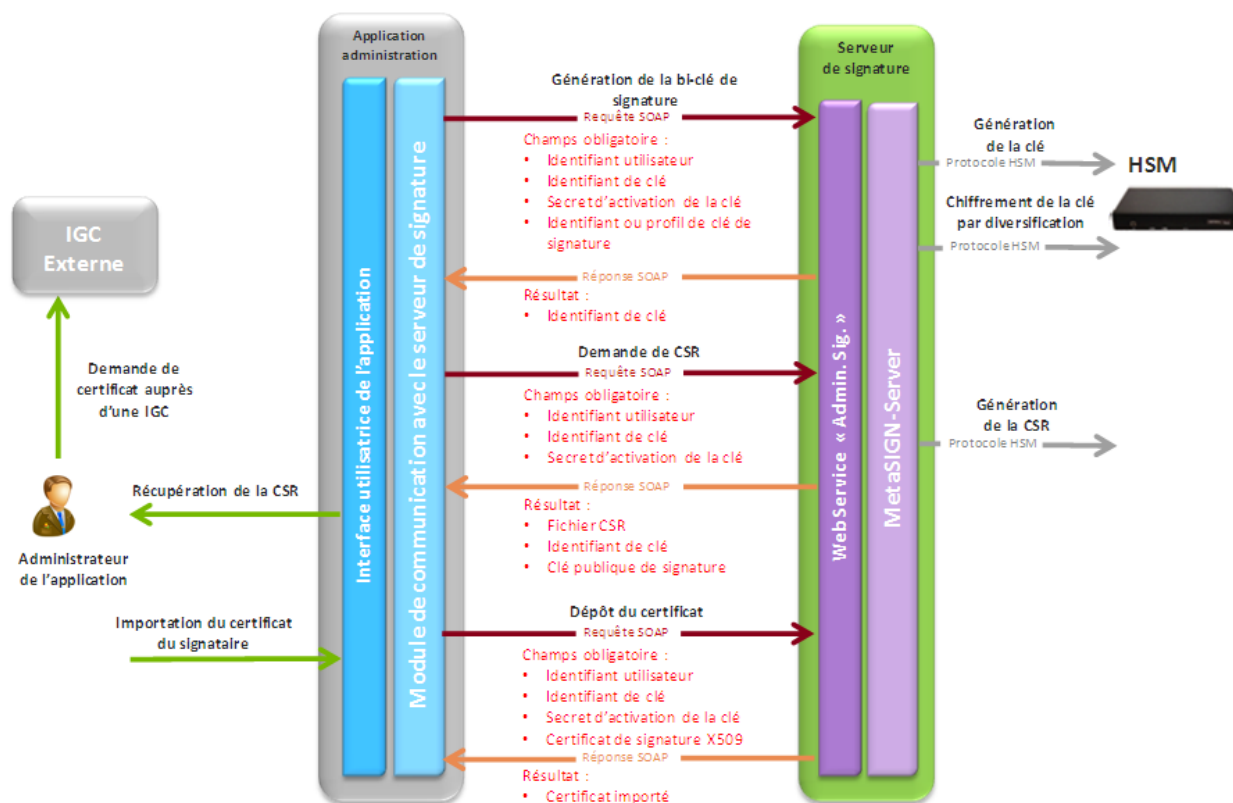 Application
administration
Serveur
de signature
Génération de la bi-clé de
signature
Requête SOAP
Champs obligatoire :
• Identifiant utilisateur
• Identifiant de clé
• Secret d'activation de la clé
• Identifiant ou profil de clé de
signature
Réponse SOAP
Résultat :
• Identifiant de clé
Demande de CSR
Requête SOAP
Champs obligatoire :
• Identifiant utilisateur
• Identifiant de clé
• Secret d'activation de la clé
Réponse SOAP
Résultat :
• Fichier CSR
• Identifiant de clé
• Clé publique de signature
Dépôt du certificat
Requête SOAP
Champs obligatoire :
• Identifiant utilisateur
• Identifiant de clé
• Secret d'activation de la clé
• Certificat de signature X509
Réponse SOAP
Résultat :
• Certificat importé
IGC
Externe
Demande de
certificat auprès
d'une IGC
Récupération de la CSR
Administrateur
de l'application
Importation du certificat
du signataire
Interface utilisatrice de l'application
Module de communication avec le serveur de signature
WebService « Admin. Sig. »
MetaSIGN-Server
Génération
de la clé
Protocole HSM
HSM
Chiffrement de la clé
par diversification
Protocole HSM
Génération
de la CSR
Protocole HSM